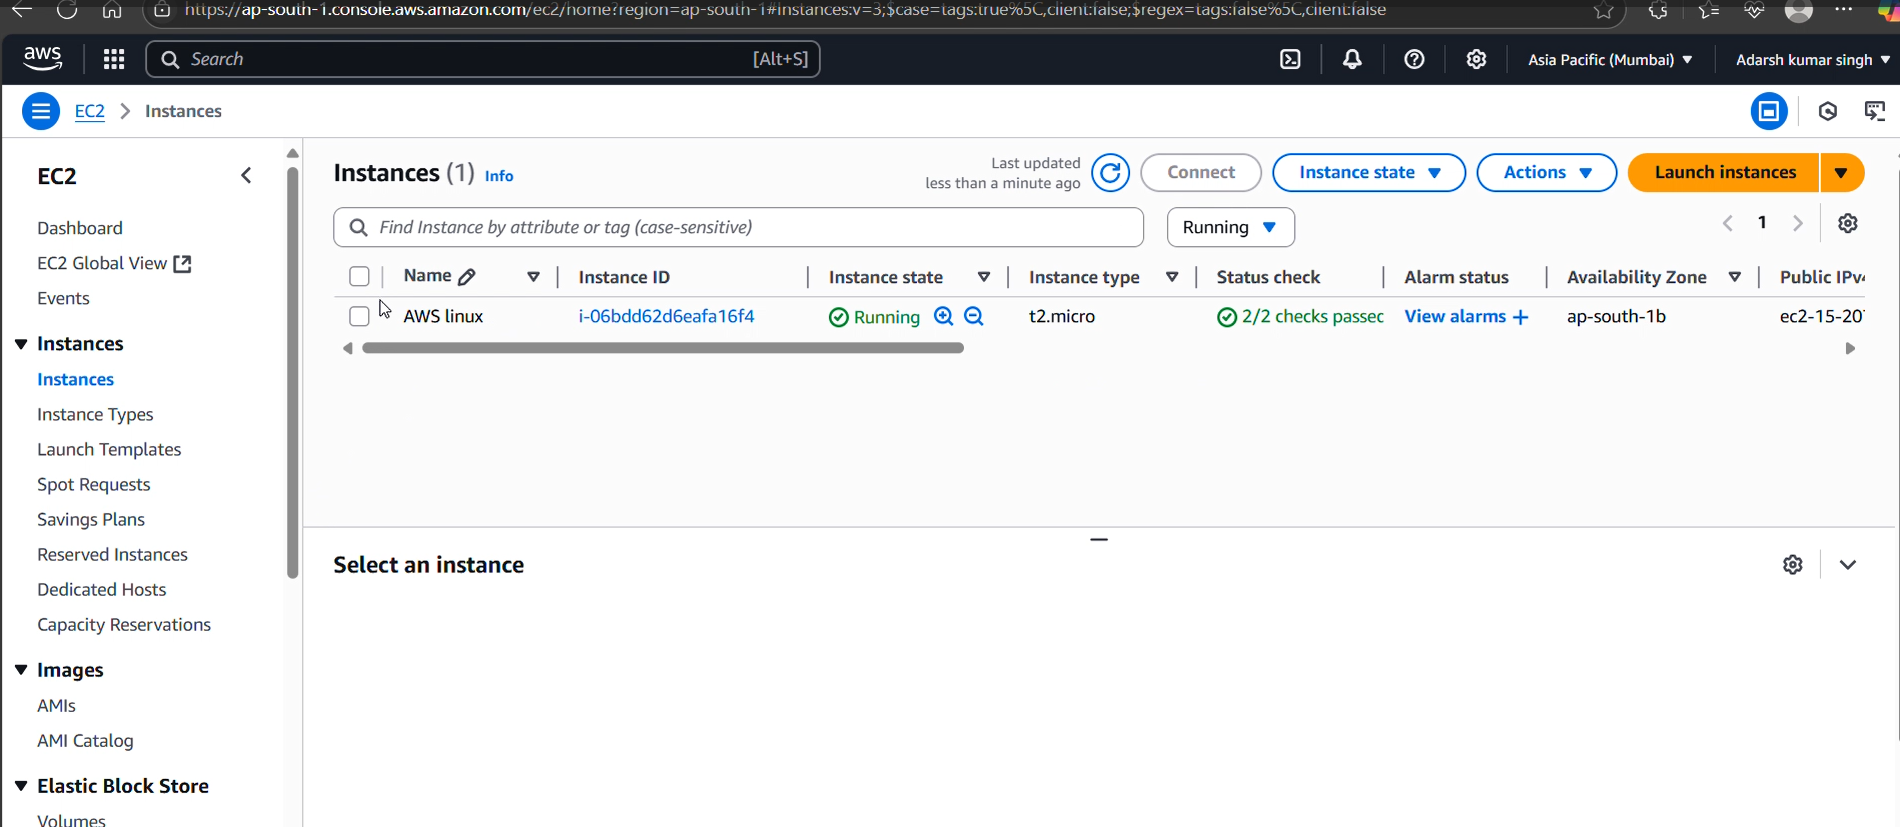 https://ap-south-1.console.aws.amazon.com/ec2/home?region=ap-south-1#Instances:v=3;$case=tags:true%5C,client:false;$regex=tags:false%5C,client:false
aws
Search [Alt+S]
Asia Pacific (Mumbai) Adarsh kumar singh
EC2 Instances
EC2
Dashboard
EC2 Global View
Events
Instances
Instances
Instance Types
Launch Templates
Spot Requests
Savings Plans
Reserved Instances
Dedicated Hosts
Capacity Reservations
Images
AMIs
AMI Catalog
Elastic Block Store
Volumes
Instances (1) Info
Last updated
less than a minute ago
Connect Instance state Actions Launch instances
Find Instance by attribute or tag (case-sensitive) Running 1
Name Instance ID Instance state Instance type Status check Alarm status Availability Zone Public IPv4
AWS linux i-06bdd62d6eafa16f4 Running t2.micro 2/2 checks passec View alarms + ap-south-1b ec2-15-20
Select an instance